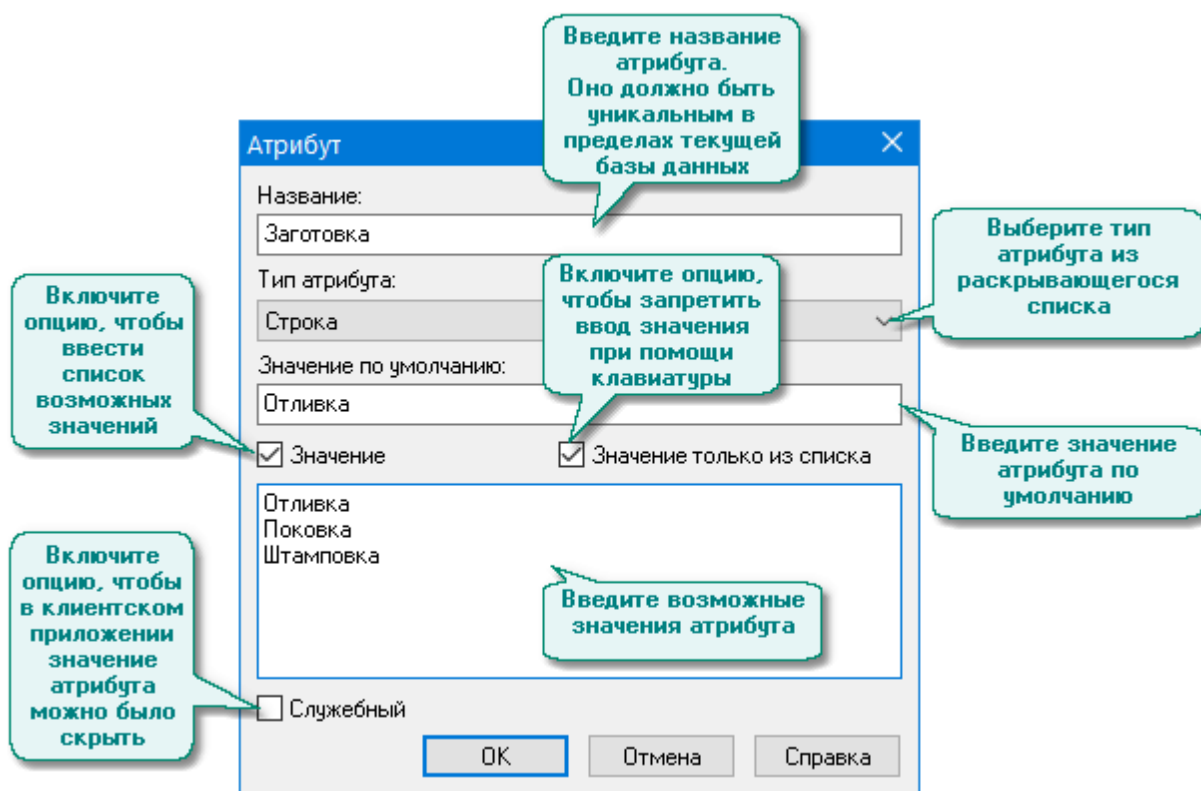 Введите название
атрибута.
Оно должно быть
уникальным в
пределах текущей
базы данных
Атрибут
Название:
Заготовка
Выберите тип
атрибута из
раскрывающегося
списка
Тип атрибута:
Строка
Включите опцию,
чтобы запретить
ввод значения
при помощи
клавиатуры
Включите
опцию, чтобы
ввести
список
возможных
значений
Значение по умолчанию:
Отливка
Значение
Значение только из списка
Введите значение
атрибута по
умолчанию
Отливка
Поковка
Штамповка
Введите возможные
значения атрибута
Включите
опцию, чтобы
в клиентском
приложении
значение
атрибута
можно было
скрыть
Служебный
ОК
Отмена
Справка